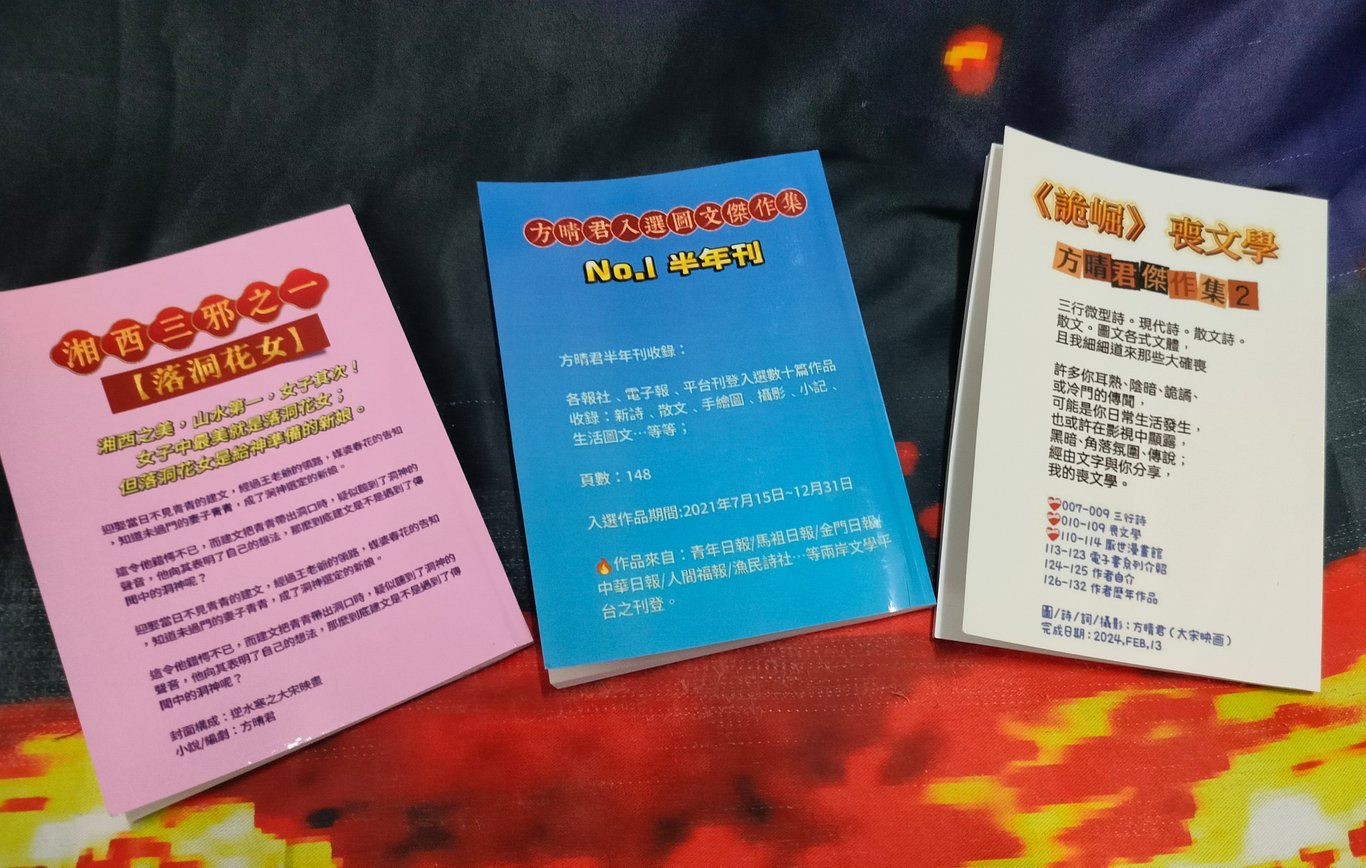 湘西三邪之一
【落洞花女】
湘西之美，山水第一，女子其次！
女子中最美就是落洞花女；
但落洞花女是給神準備的新娘。
迎娶當日不見青青的建文，經過王老爺的領路，媒婆春花的告知
，知道未過門的妻子青青，成了洞神選定的新娘。
這令他錯愕不已，而建文把青青帶出洞口時，疑似聽到了洞神的
聲音，他向其表明了自己的想法，那麼到底建文是不是遇到了傳
聞中的洞神呢？
迎娶當日不見青青的建文，經過王老爺的領路，媒婆春花的告知
，知道未過門的妻子青青，成了洞神選定的新娘。
這令他錯愕不已，而建文把青青帶出洞口時，疑似聽到了洞神的
聲音，他向其表明了自己的想法，那麼到底建文是不是遇到了傳
聞中的洞神呢？
封面構成：逆水寒之大宋映畫
小說/編劇：方晴君
方晴君入選圖文傑作集
No.1 半年刊
方晴君半年刊收錄：
各報社、電子報、平台刊登入選數十篇作品
收錄：新詩、散文、手繪圖、攝影、小記、
生活圖文…等等；
頁數：148
入選作品期間:2021年7月15日~12月31日
🔥作品來自：青年日報/馬祖日報/金門日報/
中華日報/人間福報/漁民詩社…等兩岸文學平
台之刊登。
《詭崛》 喪文學
方晴君傑作集2
三行微型詩。現代詩。散文詩。
散文。圖文各式文體，
且我細細道來那些大確喪
許多你耳熟、陰暗、詭譎、
或冷門的傳聞，
可能是你日常生活發生，
也或許在影視中顯露，
黑暗、角落氛圍、傳說；
經由文字與你分享，
我的喪文學。
007-009 三行詩
010-109 喪文學
110-114 厭世漫畫館
113-123 電子書系列介紹
124-125 作者自介
126-132 作者歷年作品
圖/詩/詞/攝影：方晴君（大宋映画）
完成日期：2024,FEB,13